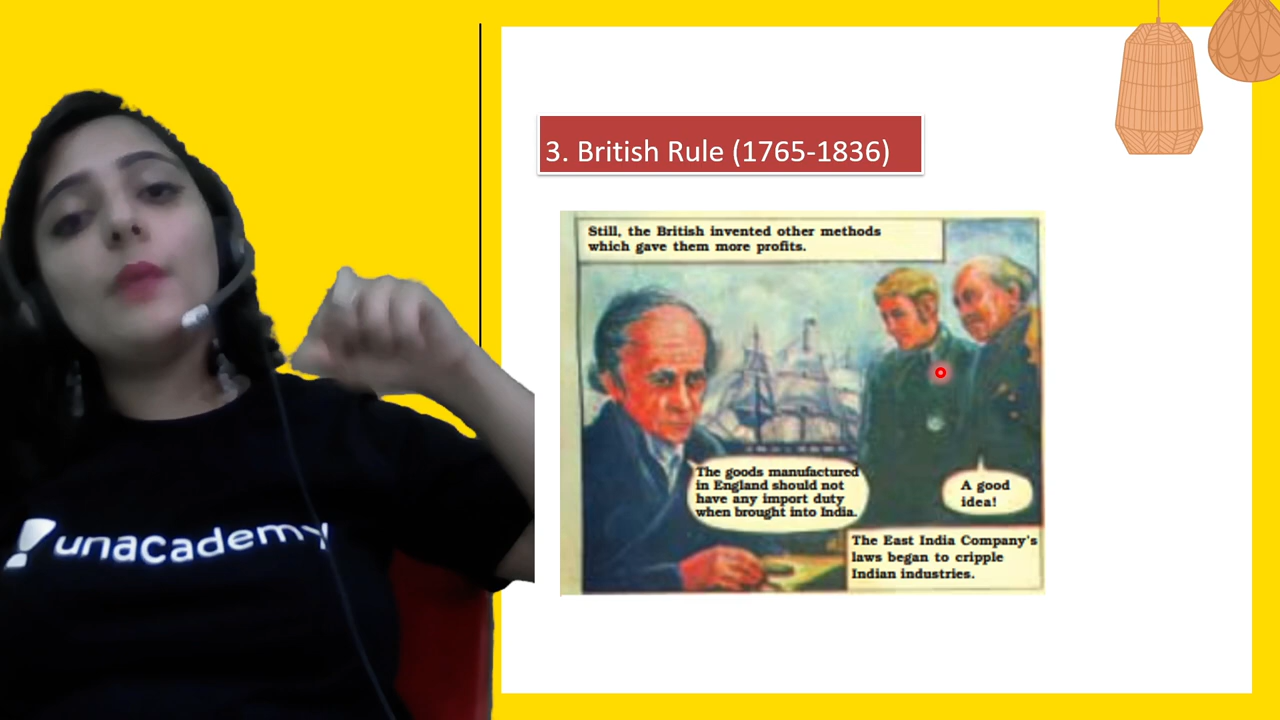 3. British Rule (1765-1836)
Still, the British invented other methods
which gave them more profits.
The goods manufactured
in England should not
have any import duty
when brought into India.
A good
idea!
The East India Company's
laws began to cripple
Indian industries.
unacademy